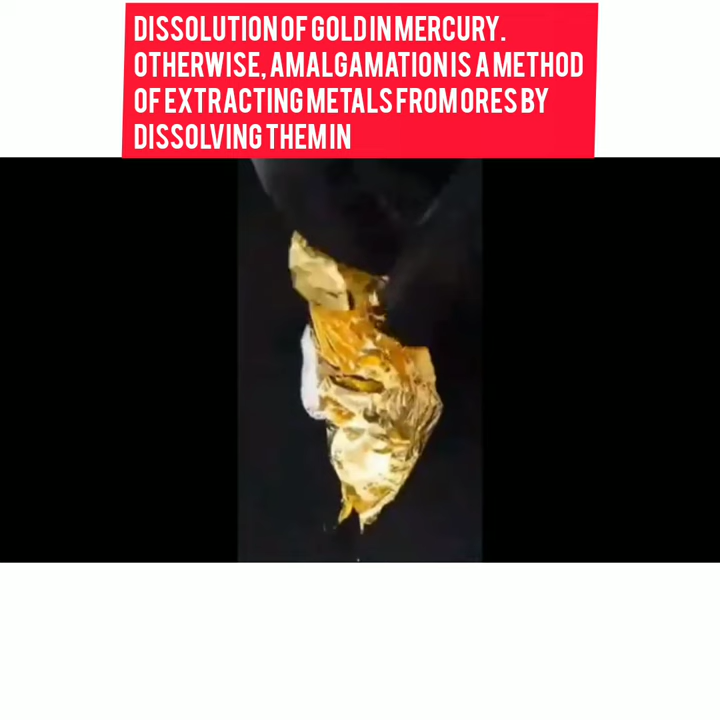 DISSOLUTION OF GOLD IN MERCURY.
OTHERWISE, AMALGAMATION IS A METHOD
OF EXTRACTING METALS FROM ORES BY
DISSOLVING THEM IN